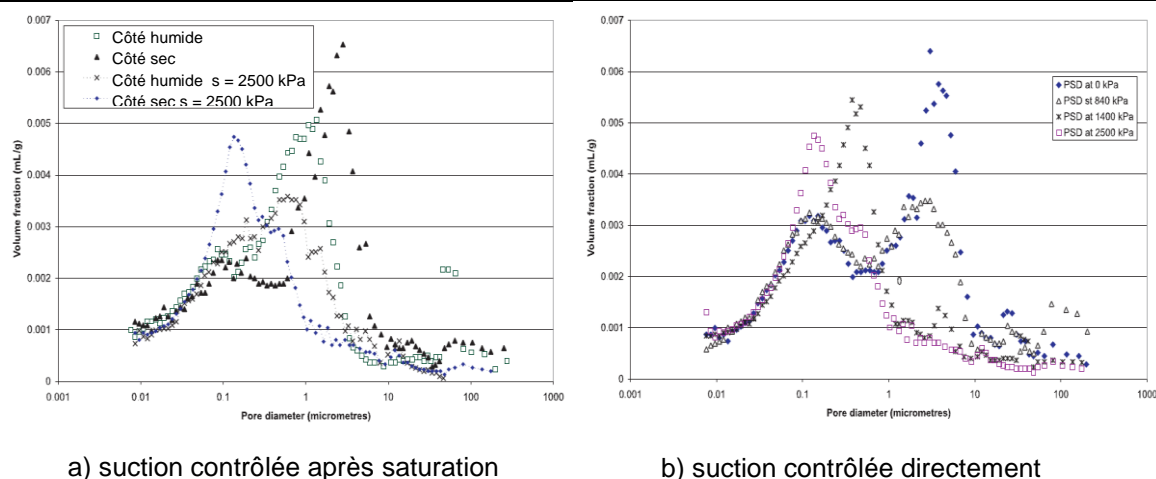 0.007
0.006
0.005
0.004
0.003
0.002
0.001
0
Volume fraction (mL/g)
Côté humide
Côté sec
Côté humide s = 2500 kPa
Côté sec s = 2500 kPa
0.001
0.01
0.1
1
10
100
1000
Pore diameter (micrometres)
a) suction contrôlée après saturation
0.007
0.006
0.005
0.004
0.003
0.002
0.001
0
Volume fraction (mL/g)
PSD at 0 kPa
PSD st 840 kPa
PSD at 1400 kPa
PSD at 2500 kPa
0
0.001
0.01
0.1
1
10
100
1000
Pore diameter (micrometres)
b) suction contrôlée directement